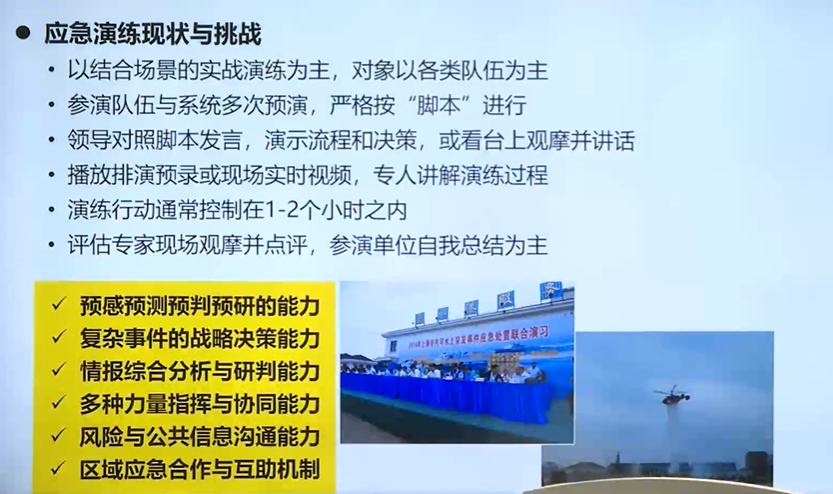 ● 应急演练现状与挑战
• 以结合场景的实战演练为主，对象以各类队伍为主
• 参演队伍与系统多次预演，严格按“脚本”进行
• 领导对照脚本发言，演示流程和决策，或看台上观摩并讲话
• 播放排演预录或现场实时视频，专人讲解演练过程
• 演练行动通常控制在1-2个小时之内
• 评估专家现场观摩并点评，参演单位自我总结为主
✓ 预感预测预判预研的能力
✓ 复杂事件的战略决策能力
✓ 情报综合分析与研判能力
✓ 多种力量指挥与协同能力
✓ 风险与公共信息沟通能力
✓ 区域应急合作与互助机制